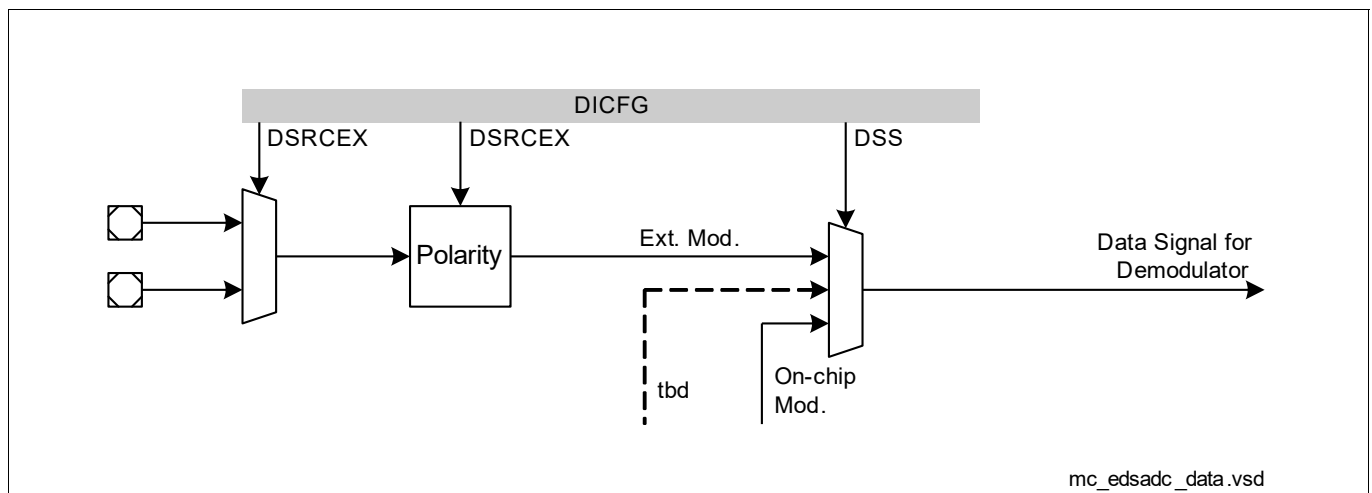 DICFG
DSRCEX
DSRCEX
DSS
Polarity
Ext. Mod.
Data Signal for
Demodulator
tbd
On-chip
Mod.
mc_edsadc_data.vsd